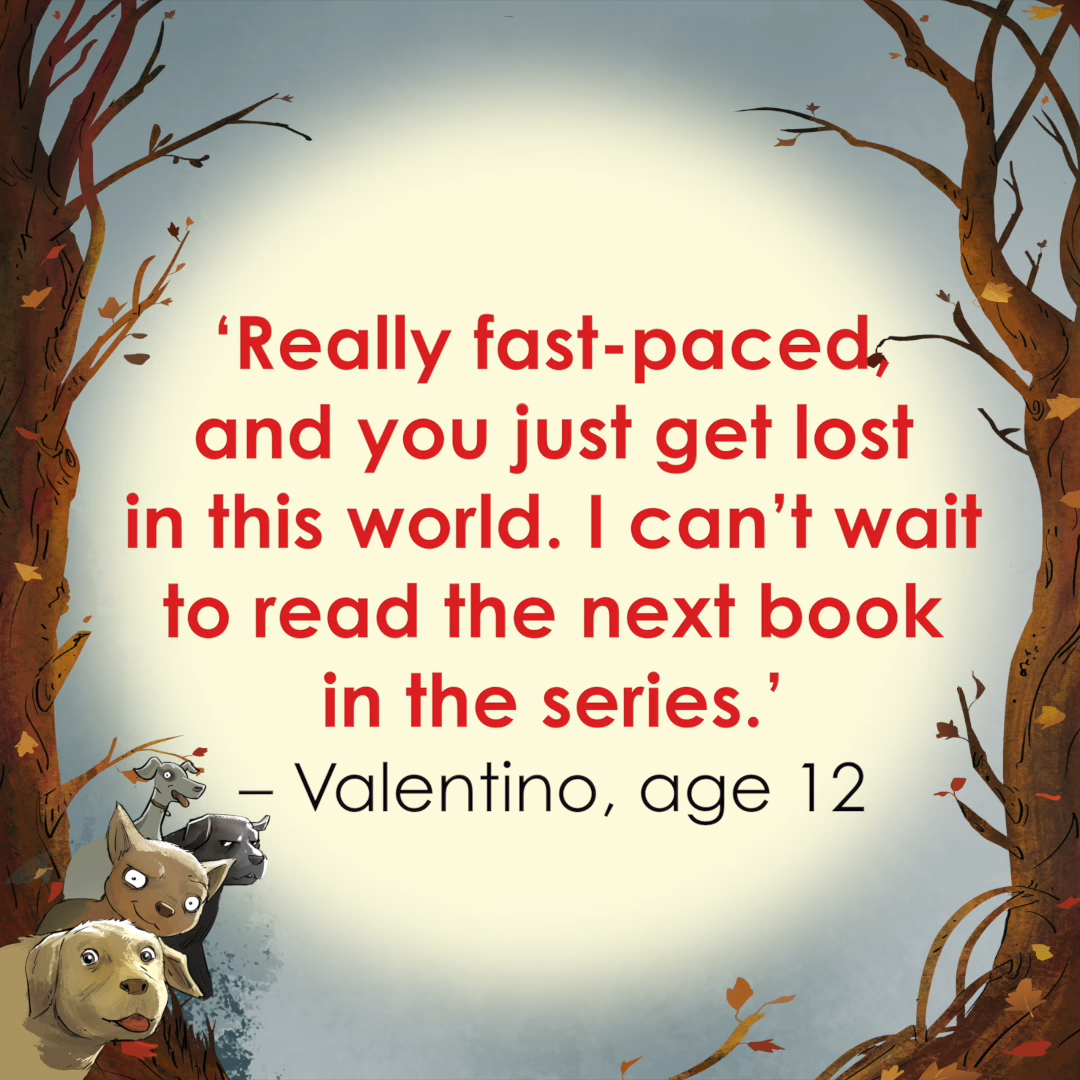 ‘Really fast-paced,
and you just get lost
in this world. I can’t wait
to read the next book
in the series.’
– Valentino, age 12